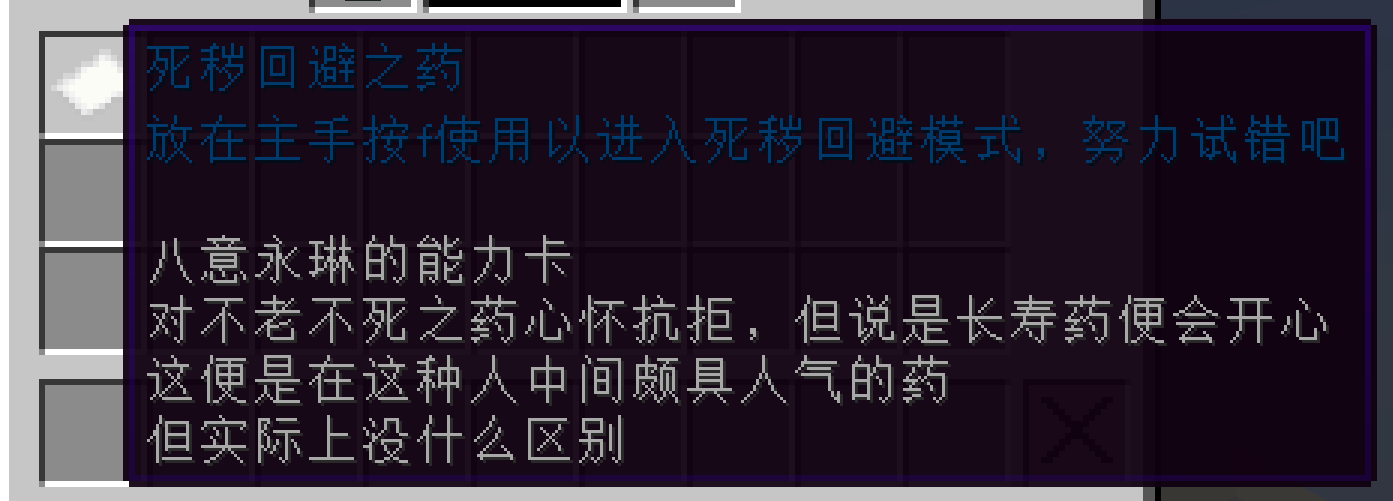 死秽回避之药
放在主手按f使用以进入死秽回避模式，努力试错吧
八意永琳的能力卡
对不老不死之药心怀抗拒，但说是长寿药便会开心
这便是在这种人中间颇具人气的药
但实际上没什么区别